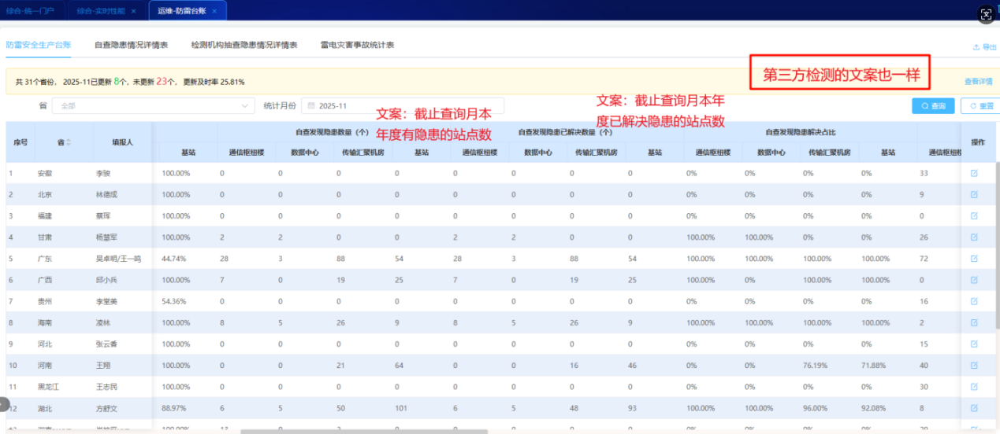 综合-统一门户 综合-实时性能 × 运维-防雷台账 ×
防雷安全生产台账 自查隐患情况详情表 检测机构抽查隐患情况详情表 雷电灾害事故统计表 导出
共 31个省份， 2025-11已更新 8个，未更新 23个， 更新及时率 25.81% 查看详情
第三方检测的文案也一样
省 全部 统计月份 2025-11 查询 重置
文案：截止查询月本
年度有隐患的站点数
文案：截止查询月本年
度已解决隐患的站点数
序号 省 填报人 自查发现隐患数量（个） 自查发现隐患已解决数量（个） 自查发现隐患解决占比 操作
基站 通信枢纽楼 数据中心 传输汇聚机房 基站 通信枢纽楼 数据中心 传输汇聚机房 基站 通信枢纽楼 数据中心 传输汇聚机房 基站 通信枢纽楼
1 安徽 李骏 100.00% 0 0 0 0 0 0 0 0 0% 0% 0% 0% 33
2 北京 林德成 100.00% 0 0 0 0 0 0 0 0 0% 0% 0% 0% 9
3 福建 蔡珲 100.00% 0 0 0 0 0 0 0 0 0% 0% 0% 0% 0
4 甘肃 杨慧军 100.00% 2 2 0 0 2 2 0 0 100.00% 100.00% 0% 0% 26
5 广东 吴卓明/王一鸣 44.74% 28 3 88 54 28 3 88 54 100.00% 100.00% 100.00% 100.00% 72
6 广西 邱小兵 100.00% 7 0 19 25 7 0 19 25 100.00% 0% 100.00% 100.00% 0
7 贵州 李堂美 54.36% 0 0 0 0 0 0 0 0 0% 0% 0% 0% 16
8 海南 凌林 100.00% 8 5 26 9 8 5 26 9 100.00% 100.00% 100.00% 100.00% 2
9 河北 张云香 100.00% 0 0 0 0 0 0 0 0 0% 0% 0% 0% 15
10 河南 王翔 100.00% 0 0 21 64 0 0 16 46 0% 0% 76.19% 71.88% 40
11 黑龙江 王志民 100.00% 0 0 0 0 0 0 0 0 0% 0% 0% 0% 30
12 湖北 方舒文 88.97% 6 5 50 101 6 5 48 93 100.00% 100.00% 96.00% 92.08% 8